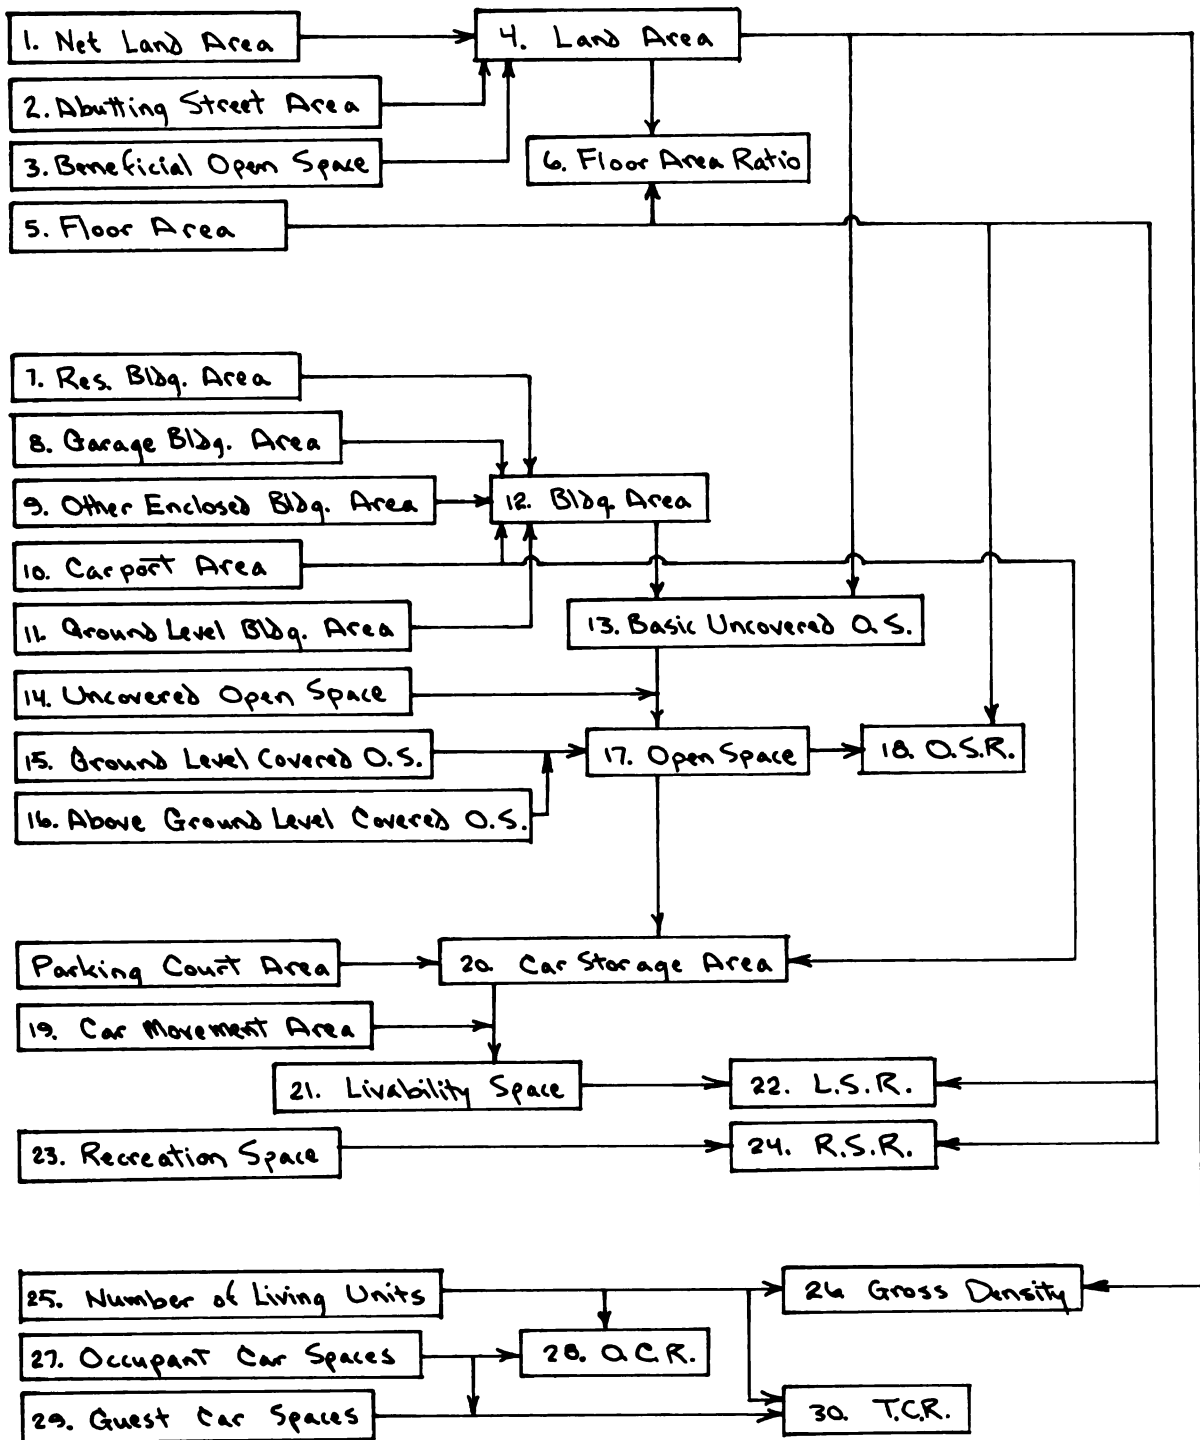 1. Net Land Area
4. Land Area
2. Abutting Street Area
3. Beneficial Open Space
6. Floor Area Ratio
5. Floor Area
7. Res. Bldg. Area
8. Garage Bldg. Area
9. Other Enclosed Bldg. Area
12. Bldg. Area
10. Carport Area
11. Ground Level Bldg. Area
13. Basic Uncovered O.S.
14. Uncovered Open Space
15. Ground Level Covered O.S.
17. Open Space
18. O.S.R.
16. Above Ground Level Covered O.S.
Parking Court Area
20. Car Storage Area
19. Car Movement Area
21. Livability Space
22. L.S.R.
23. Recreation Space
24. R.S.R.
25. Number of Living Units
26. Gross Density
27. Occupant Car Spaces
28. O.C.R.
29. Guest Car Spaces
30. T.C.R.